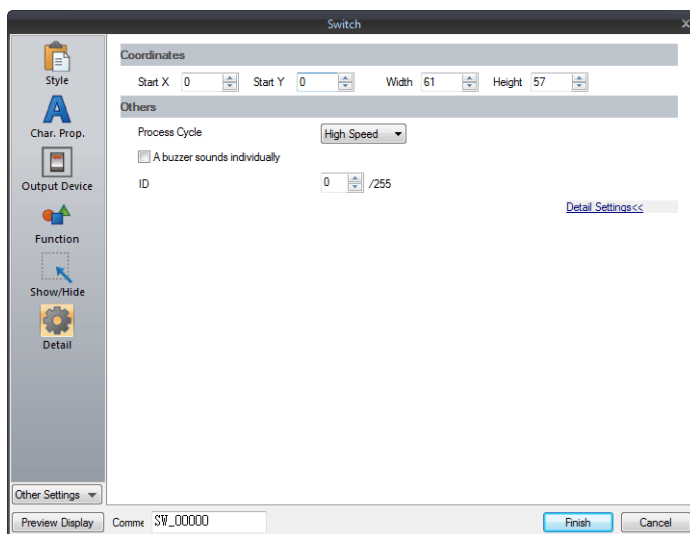 Switch
Style
Char. Prop.
Output Device
Function
Show/Hide
Detail
Other Settings
Coordinates
Start X 0 Start Y 0 Width 61 Height 57
Others
Process Cycle High Speed
A buzzer sounds individually
ID 0 /255
Detail Settings<<
Preview Display Comme SW_00000 Finish Cancel